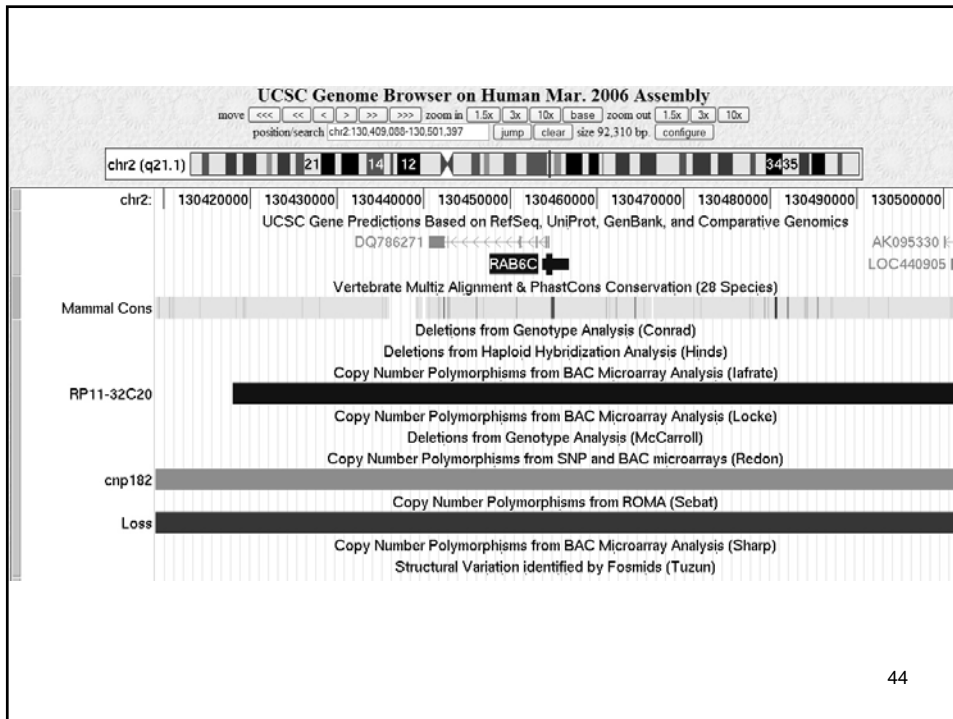 UCSC Genome Browser on Human Mar. 2006 Assembly
move <<< << < > >> >>> zoom in 1.5x 3x 10x base zoom out 1.5x 3x 10x
position/search chr2:130,409,088-130,501,397 jump clear size 92,310 bp. configure
chr2 (q21.1) 21 14 12 34 35
chr2: 130420000 130430000 130440000 130450000 130460000 130470000 130480000 130490000 130500000
UCSC Gene Predictions Based on RefSeq, UniProt, GenBank, and Comparative Genomics
DQ786271 AK095330
RAB6C LOC440905
Vertebrate Multiz Alignment & PhastCons Conservation (28 Species)
Mammal Cons
Deletions from Genotype Analysis (Conrad)
Deletions from Haploid Hybridization Analysis (Hinds)
Copy Number Polymorphisms from BAC Microarray Analysis (Iafrate)
RP11-32C20
Copy Number Polymorphisms from BAC Microarray Analysis (Locke)
Deletions from Genotype Analysis (McCarroll)
Copy Number Polymorphisms from SNP and BAC microarrays (Redon)
cnp182
Copy Number Polymorphisms from ROMA (Sebat)
Loss
Copy Number Polymorphisms from BAC Microarray Analysis (Sharp)
Structural Variation identified by Fosmids (Tuzun)
44